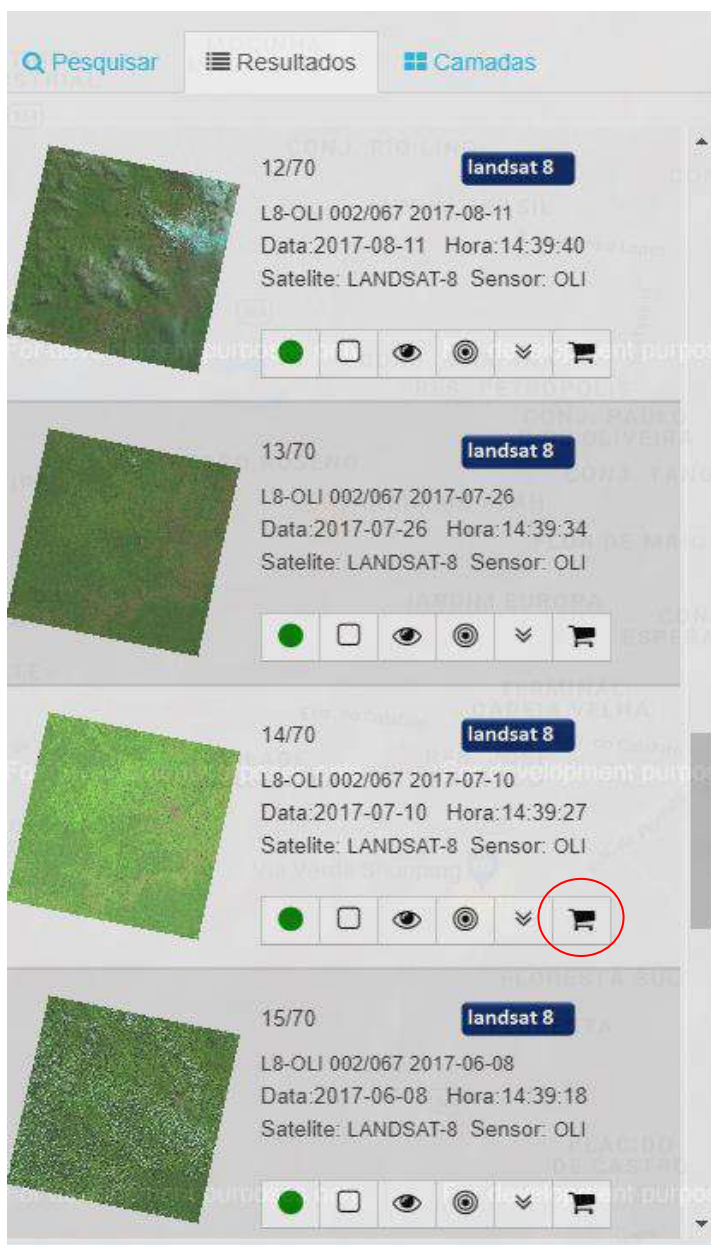 Pesquisar Resultados Camadas
12/70 landsat 8
L8-OLI 002/067 2017-08-11
Data:2017-08-11 Hora:14:39:40
Satelite: LANDSAT-8 Sensor: OLI
13/70 landsat 8
L8-OLI 002/067 2017-07-26
Data:2017-07-26 Hora:14:39:34
Satelite: LANDSAT-8 Sensor: OLI
14/70 landsat 8
L8-OLI 002/067 2017-07-10
Data:2017-07-10 Hora:14:39:27
Satelite: LANDSAT-8 Sensor: OLI
Via Verde Shopping
15/70 landsat 8
L8-OLI 002/067 2017-06-08
Data:2017-06-08 Hora:14:39:18
Satelite: LANDSAT-8 Sensor: OLI